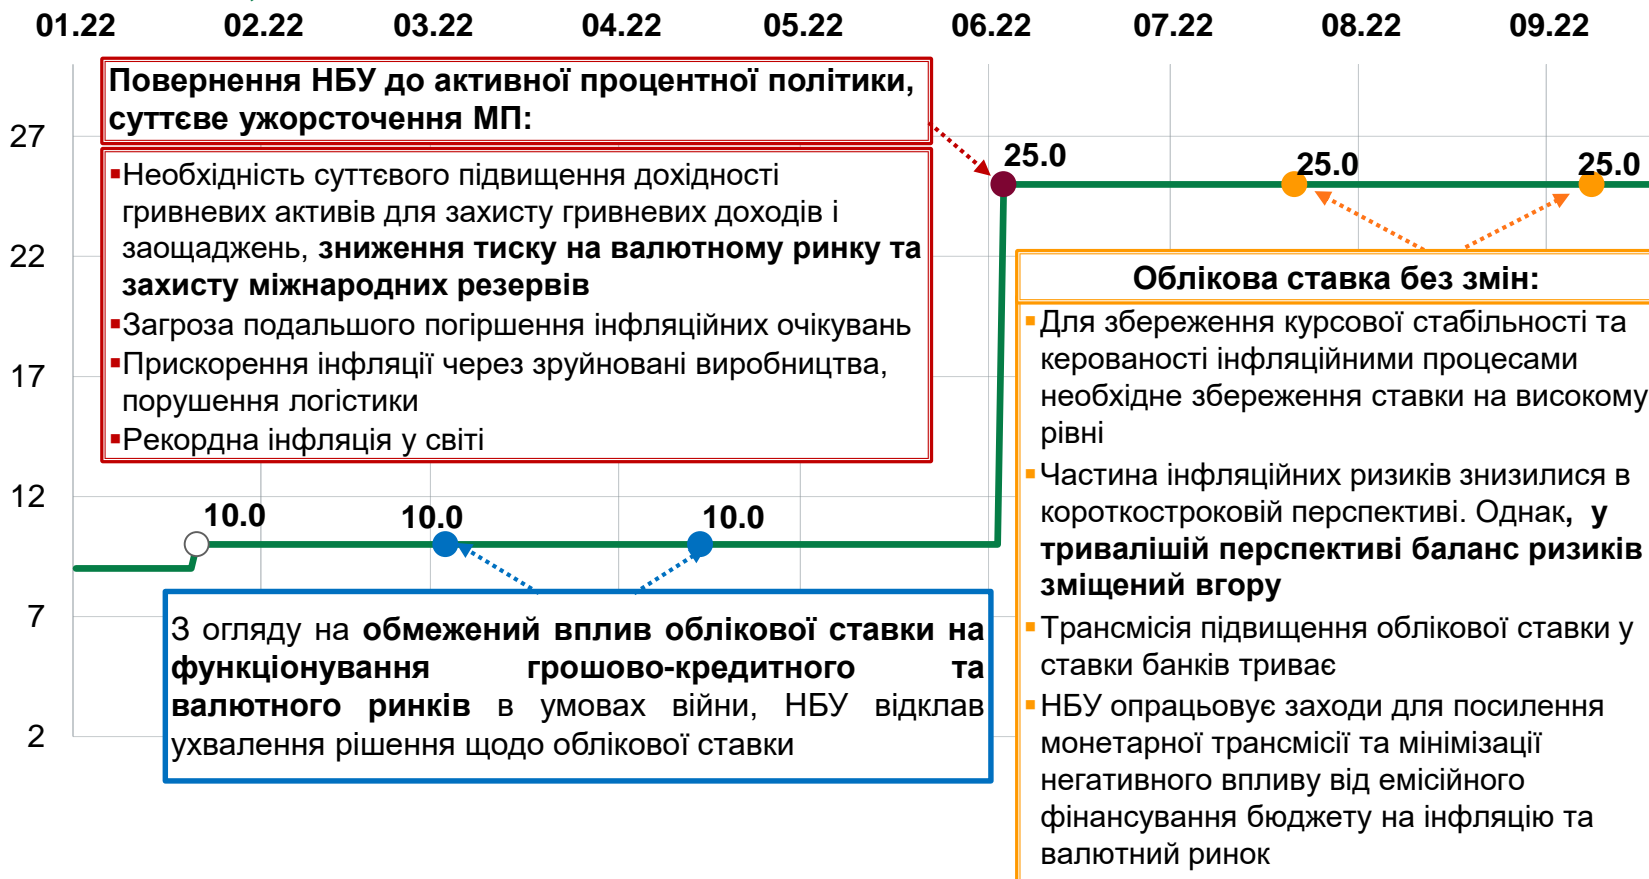 01.22 02.22 03.22 04.22 05.22 06.22 07.22 08.22 09.22
Повернення НБУ до активної процентної політики,
суттєве ужорсточення МП:
▪Необхідність суттєвого підвищення дохідності
гривневих активів для захисту гривневих доходів і
заощаджень, зниження тиску на валютному ринку та
захисту міжнародних резервів
▪Загроза подальшого погіршення інфляційних очікувань
▪Прискорення інфляції через зруйновані виробництва,
порушення логістики
▪Рекордна інфляція у світі
27
22
17
12
7
2
10.0
10.0
10.0
25.0
25.0
25.0
З огляду на обмежений вплив облікової ставки на
функціонування грошово-кредитного та
валютного ринків в умовах війни, НБУ відклав
ухвалення рішення щодо облікової ставки
Облікова ставка без змін:
▪Для збереження курсової стабільності та
керованості інфляційними процесами
необхідне збереження ставки на високому
рівні
▪Частина інфляційних ризиків знизилися в
короткостроковій перспективі. Однак, у
тривалішій перспективі баланс ризиків
зміщений вгору
▪Трансмісія підвищення облікової ставки у
ставки банків триває
▪НБУ опрацьовує заходи для посилення
монетарної трансмісії та мінімізації
негативного впливу від емісійного
фінансування бюджету на інфляцію та
валютний ринок